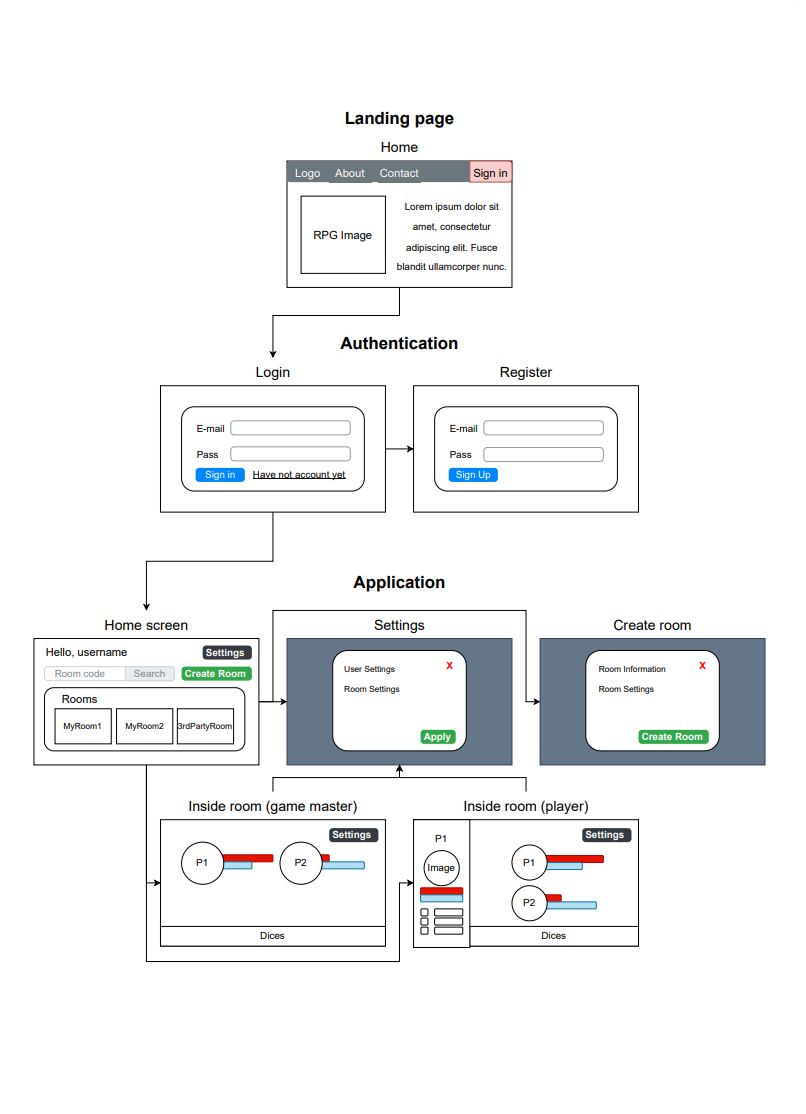 Landing page
Home
Logo About Contact Sign in
RPG Image
Lorem ipsum dolor sit
amet, consectetur
adipiscing elit. Fusce
blandit ullamcorper nunc.
Authentication
Login
E-mail
Pass
Sign in Have not account yet
Register
E-mail
Pass
Sign Up
Application
Home screen
Hello, username Settings
Room code Search Create Room
Rooms
MyRoom1 MyRoom2 3rdPartyRoom
Settings
User Settings X
Room Settings
Apply
Create room
Room Information X
Room Settings
Create Room
Inside room (game master)
Settings
P1 P2
Dices
Inside room (player)
P1
Image
Settings
P1
P2
Dices